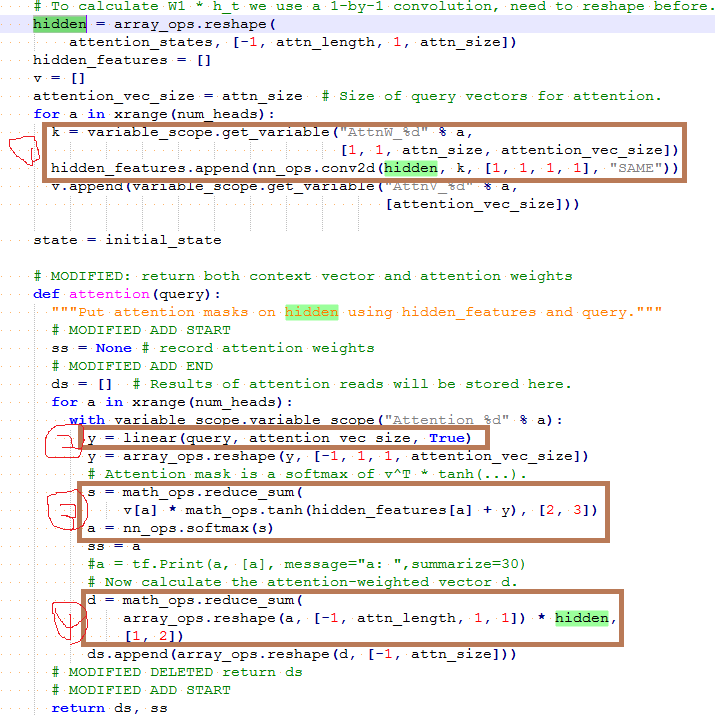 # To calculate W1 * h_t we use a 1-by-1 convolution, need to reshape before.
hidden = array_ops.reshape(
attention_states, [-1, attn_length, 1, attn_size])
hidden_features = []
v = []
attention_vec_size = attn_size  # Size of query vectors for attention.
for a in xrange(num_heads):
k = variable_scope.get_variable("AttnW_%d" % a,
[1, 1, attn_size, attention_vec_size])
hidden_features.append(nn_ops.conv2d(hidden, k, [1, 1, 1, 1], "SAME"))
v.append(variable_scope.get_variable("AttnV_%d" % a,
[attention_vec_size]))
state = initial_state
# MODIFIED: return both context vector and attention weights
def attention(query):
"""Put attention masks on hidden using hidden_features and query."""
# MODIFIED ADD START
ss = None # record attention weights
# MODIFIED ADD END
ds = []  # Results of attention reads will be stored here.
for a in xrange(num_heads):
with variable_scope.variable_scope("Attention_%d" % a):
二 y = linear(query, attention_vec_size, True)
y = array_ops.reshape(y, [-1, 1, 1, attention_vec_size])
# Attention mask is a softmax of v^T * tanh(...).
三 s = math_ops.reduce_sum(
v[a] * math_ops.tanh(hidden_features[a] + y), [2, 3])
a = nn_ops.softmax(s)
ss = a
#a = tf.Print(a, [a], message="a: ",summarize=30)
# Now calculate the attention-weighted vector d.
d = math_ops.reduce_sum(
array_ops.reshape(a, [-1, attn_length, 1, 1]) * hidden,
[1, 2])
ds.append(array_ops.reshape(d, [-1, attn_size]))
# MODIFIED DELETED return ds
# MODIFIED ADD START
return ds, ss